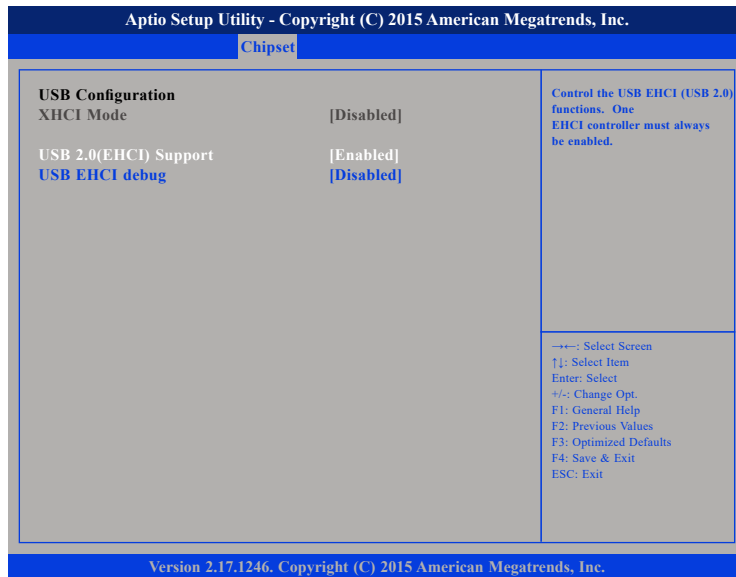 Aptio Setup Utility - Copyright (C) 2015 American Megatrends, Inc.
Chipset
USB Configuration
XHCI Mode [Disabled]
USB 2.0(EHCI) Support [Enabled]
USB EHCI debug [Disabled]
Control the USB EHCI (USB 2.0)
functions. One
EHCI controller must always
be enabled.
→←: Select Screen
↑↓: Select Item
Enter: Select
+/-: Change Opt.
F1: General Help
F2: Previous Values
F3: Optimized Defaults
F4: Save & Exit
ESC: Exit
Version 2.17.1246. Copyright (C) 2015 American Megatrends, Inc.